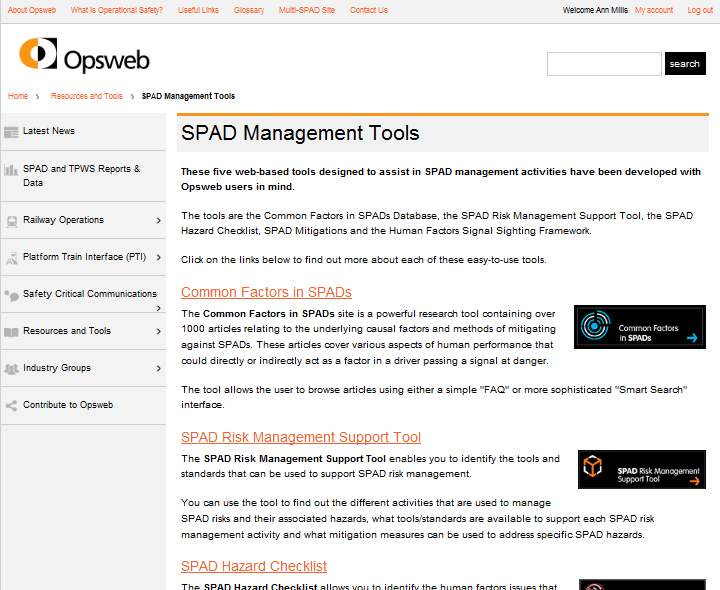 About Opsweb What is Operational Safety? Useful Links Glossary Multi-SPAD Site Contact Us Welcome Ann Mills My account Log out
Opsweb
search
Home > Resources and Tools > SPAD Management Tools
Latest News
SPAD and TPWS Reports &
Data
Railway Operations >
Platform Train Interface (PTI) >
Safety Critical Communications
>
Resources and Tools >
Industry Groups >
Contribute to Opsweb
SPAD Management Tools
These five web-based tools designed to assist in SPAD management activities have been developed with
Opsweb users in mind.
The tools are the Common Factors in SPADs Database, the SPAD Risk Management Support Tool, the SPAD
Hazard Checklist, SPAD Mitigations and the Human Factors Signal Sighting Framework.
Click on the links below to find out more about each of these easy-to-use tools.
Common Factors in SPADs
The Common Factors in SPADs site is a powerful research tool containing over
1000 articles relating to the underlying causal factors and methods of mitigating
against SPADs. These articles cover various aspects of human performance that
could directly or indirectly act as a factor in a driver passing a signal at danger.
Common Factors
in SPADs
The tool allows the user to browse articles using either a simple "FAQ" or more sophisticated "Smart Search"
interface.
SPAD Risk Management Support Tool
The SPAD Risk Management Support Tool enables you to identify the tools and
standards that can be used to support SPAD risk management.
SPAD Risk Management
Support Tool
You can use the tool to find out the different activities that are used to manage
SPAD risks and their associated hazards, what tools/standards are available to support each SPAD risk
management activity and what mitigation measures can be used to address specific SPAD hazards.
SPAD Hazard Checklist
The SPAD Hazard Checklist allows you to identify the human factors issues that